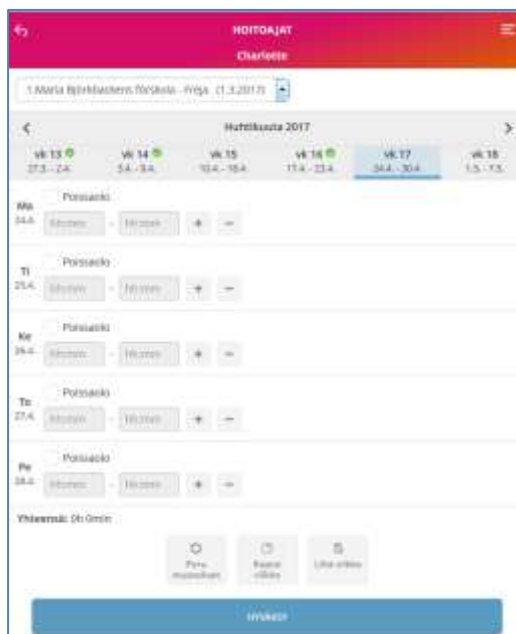 HOITOAJAT
Charlotte
1 Maria Björkbackens förskola - Freja (1.3.2017)
Huhtikuuta 2017
vk 13 vk 14 vk 15 vk 16 vk 17 vk 18
27.3. - 2.4. 3.4. - 9.4. 10.4. - 16.4. 17.4. - 23.4. 24.4. - 30.4. 1.5. - 7.5.
Poissaolo
Ma
24.4. hh:mm - hh:mm + -
Poissaolo
Ti
25.4. hh:mm - hh:mm + -
Poissaolo
Ke
26.4. hh:mm - hh:mm + -
Poissaolo
To
27.4. hh:mm - hh:mm + -
Poissaolo
Pe
28.4. hh:mm - hh:mm + -
Yhteensä: 0h 0min
Peru Kopioi Liitä viikko
muutokset viikko
HYVÄKSY